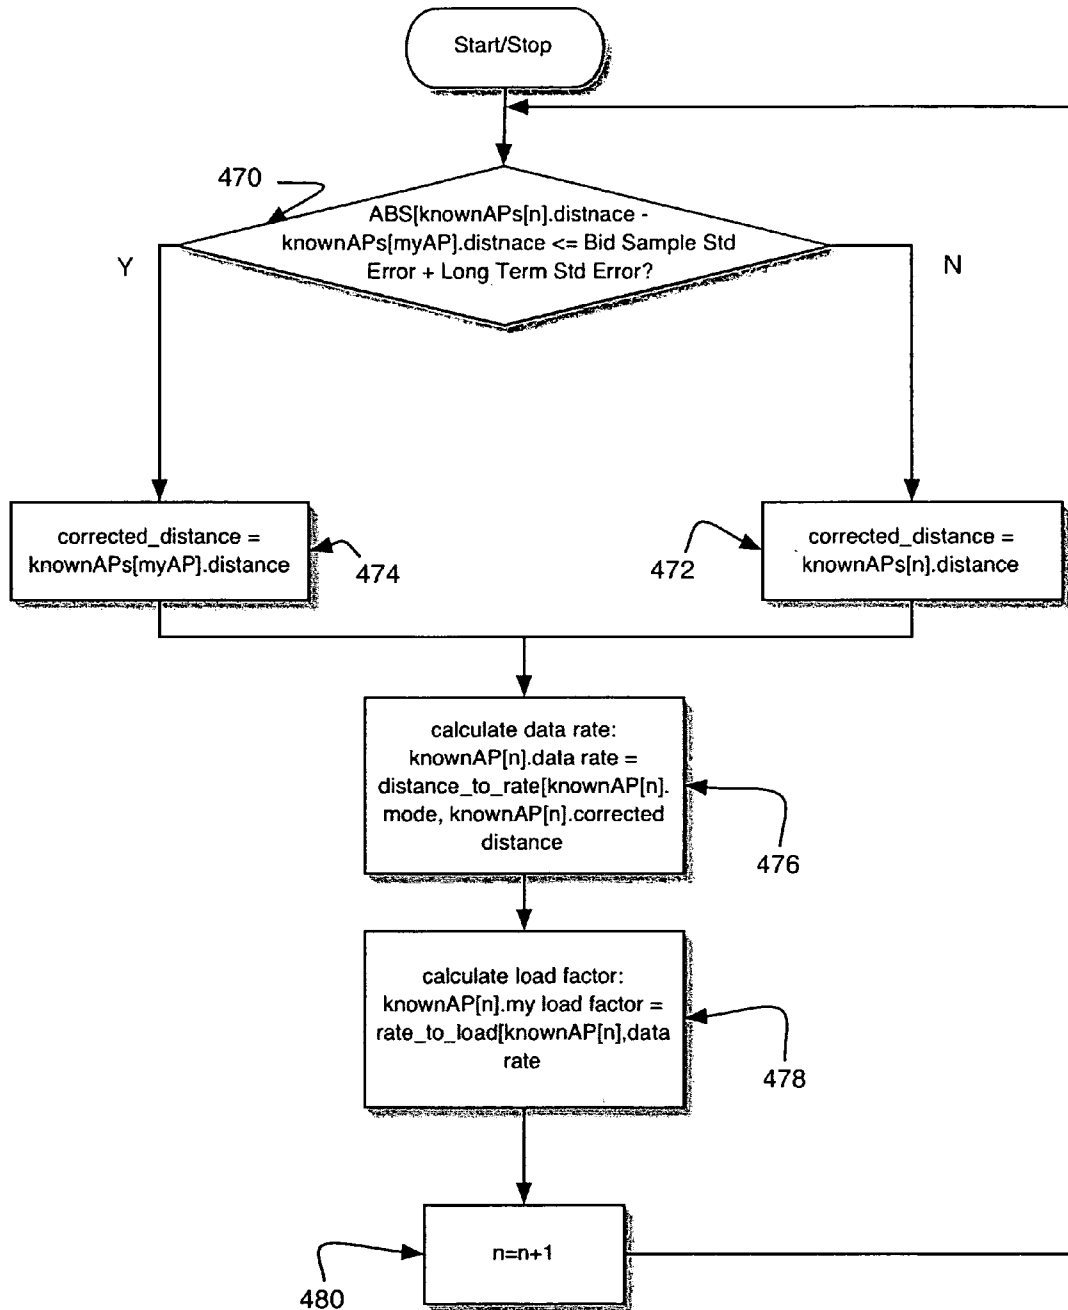 Start/Stop
470
ABS[knownAPs[n].distnace -
knownAPs[myAP].distnace <= Bid Sample Std
Error + Long Term Std Error?
Y
N
corrected_distance =
knownAPs[myAP].distance
474
472
corrected_distance =
knownAPs[n].distance
calculate data rate:
knownAP[n].data rate =
distance_to_rate[knownAP[n].
mode, knownAP[n].corrected
distance
476
calculate load factor:
knownAP[n].my load factor =
rate_to_load[knownAP[n],data
rate
478
n=n+1
480